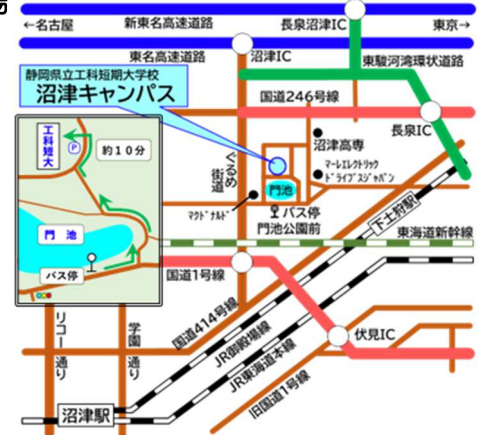 ←名古屋
新東名高速道路
長泉沼津IC
東京→
東名高速道路
沼津IC
東駿河湾環状道路
静岡県立工科短期大学校
沼津キャンパス
国道246号線
長泉IC
工科短大
P
約10分
門 池
バス停
ぐるめ街道
沼津高専
マーレエレクトリック
ドライブスジャパン
門池
マクドナルド
バス停
門池公園前
下土狩駅
東海道新幹線
国道1号線
国道414号線
JR御殿場線
JR東海道本線
旧国道1号線
伏見IC
リコー通り
学園通り
沼津駅